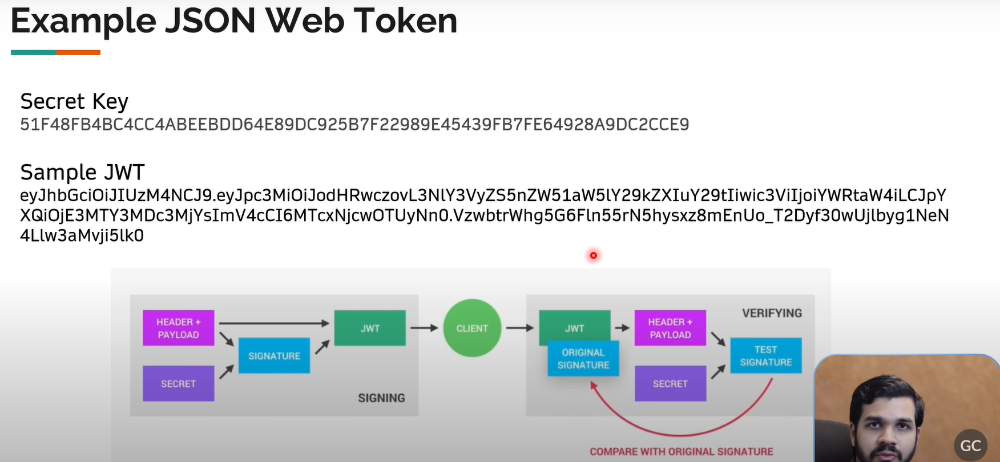 Example JSON Web Token
Secret Key
51F48FB4BC4CC4ABEEBDD64E89DC925B7F22989E45439FB7FE64928A9DC2CCE9
Sample JWT
eyJhbGciOiJIUzM4NCJ9.eyJpc3MiOiJodHRwczovL3NlY3VyZS5nZW51aW5lY29kZXIuY29tIiwic3ViIjoiYWRtaW4iLCJpY
XQiOjE3MTY3MDc3MjYsImV4cCI6MTcxNjcwOTUyNn0.VzwbtrWhg5G6Fln55rN5hysxz8mEnUo_T2Dyf30wUjlbyg1NeN
4Llw3aMvji5lk0
HEADER +
PAYLOAD
SECRET
SIGNATURE
JWT
SIGNING
CLIENT
JWT
ORIGINAL
SIGNATURE
HEADER +
PAYLOAD
SECRET
VERIFYING
TEST
SIGNATURE
COMPARE WITH ORIGINAL SIGNATURE
GC